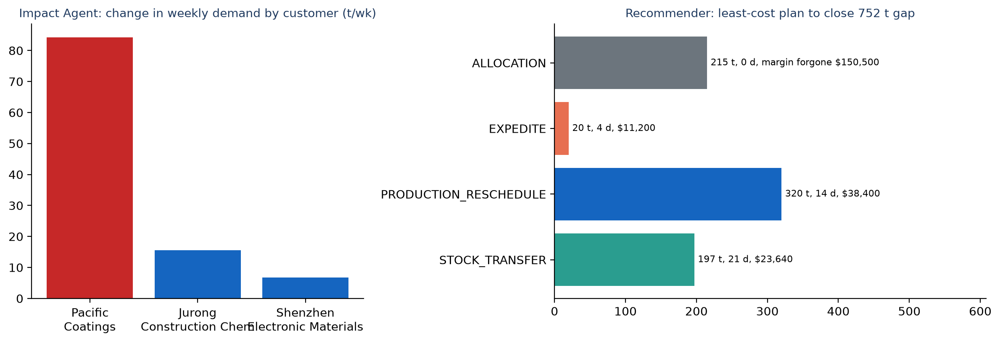 Impact Agent: change in weekly demand by customer (t/wk)
80
70
60
50
40
30
20
10
0
Pacific
Coatings
Jurong
Construction Chem
Shenzhen
Electronic Materials
Recommender: least-cost plan to close 752 t gap
ALLOCATION
215 t, 0 d, margin forgone $150,500
EXPEDITE
20 t, 4 d, $11,200
PRODUCTION_RESCHEDULE
320 t, 14 d, $38,400
STOCK_TRANSFER
197 t, 21 d, $23,640
0 100 200 300 400 500 600